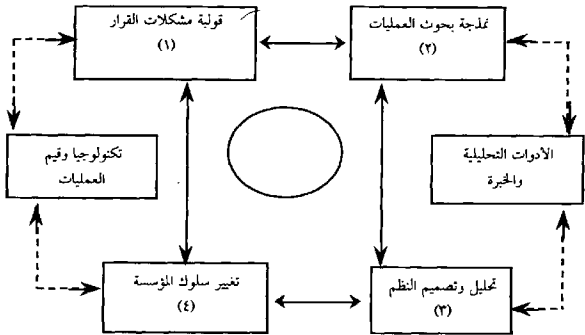 قولبة مشكلات القرار
(١)
نمذجة بحوث العمليات
(٢)
تكنولوجيا وقيم
العمليات
الأدوات التحليلية
والخبرة
تغيير سلوك المؤسسة
(٤)
تحليل وتصميم النظم
(٣)